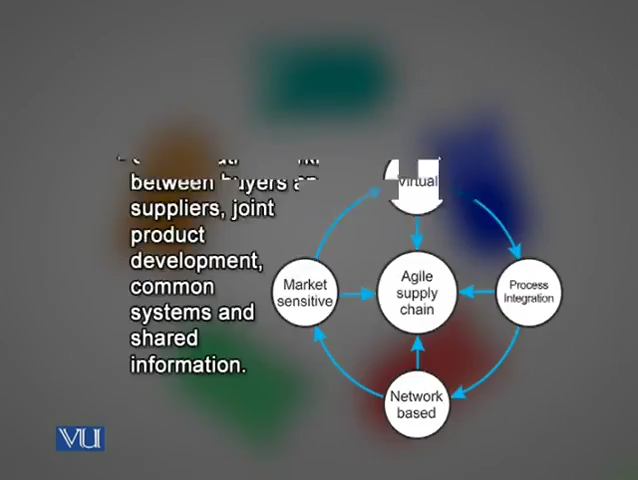 between buyers
suppliers, joint
product
development,
common
systems and
shared
information.
Virtual
Market
sensitive
Agile
supply
chain
Process
Integration
Network
based
VU